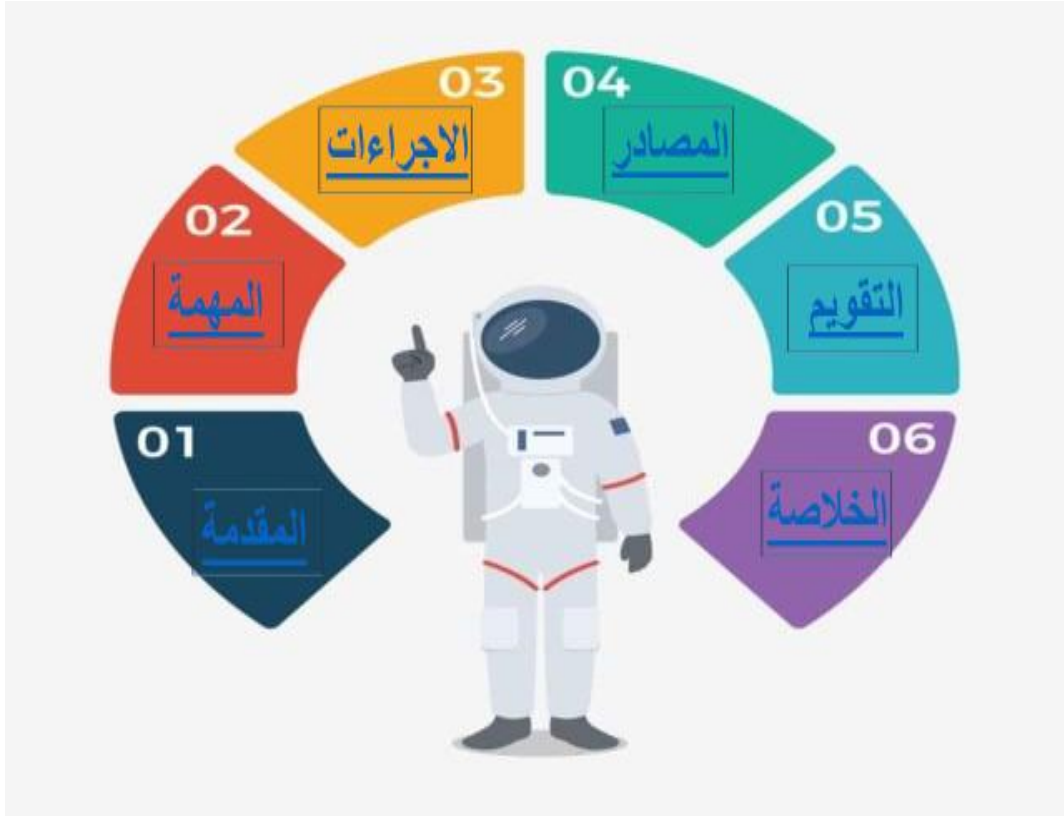 01
المقدمة
02
المهمة
03
الاجراءات
04
المصادر
05
التقويم
06
الخلاصة